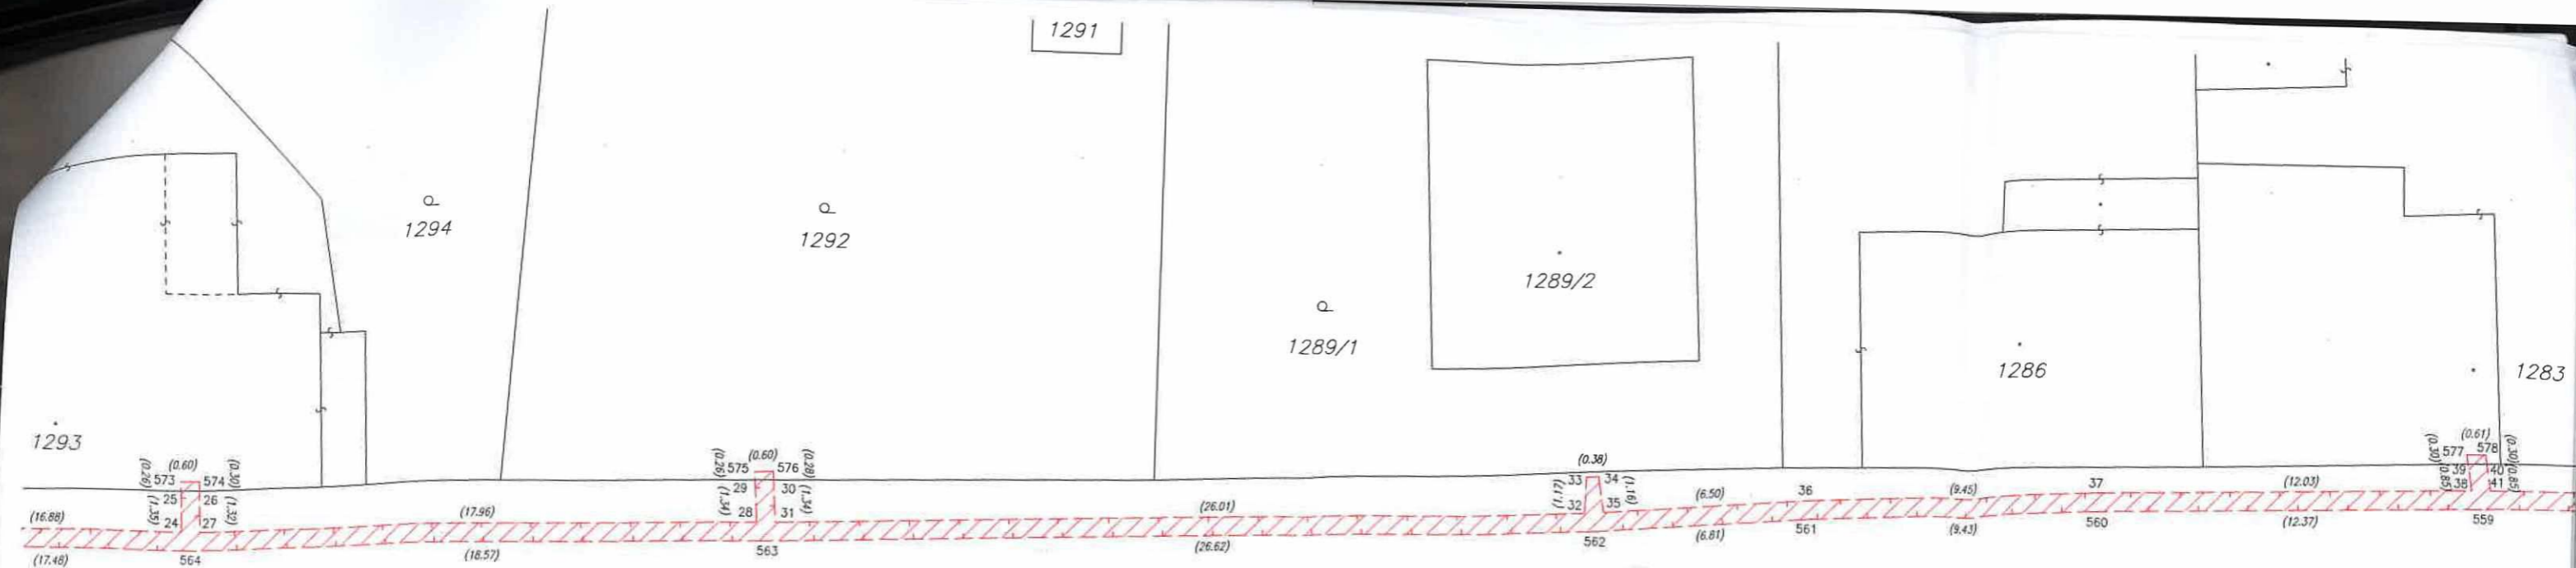 1291
1294
1292
1289/2
1289/1
1286
1283
1293
(0.60)
(0.26) 573 574 (0.30)
(1.35) 25 26 (1.32)
24 27
(0.60)
(0.26) 575 576 (0.28)
(1.34) 29 30 (1.34)
28 31
(0.38)
(1.17) 33 34 (1.16)
32 35
(0.61)
(0.30) 577 578 (0.30)
(0.85) 39 40 (0.85)
38 41
(16.88) (17.96) (26.01) (6.50) 36 (9.45) 37 (12.03)
(17.48) 564 (18.57) 563 (26.62) 562 (6.81) 561 (9.43) 560 (12.37) 559